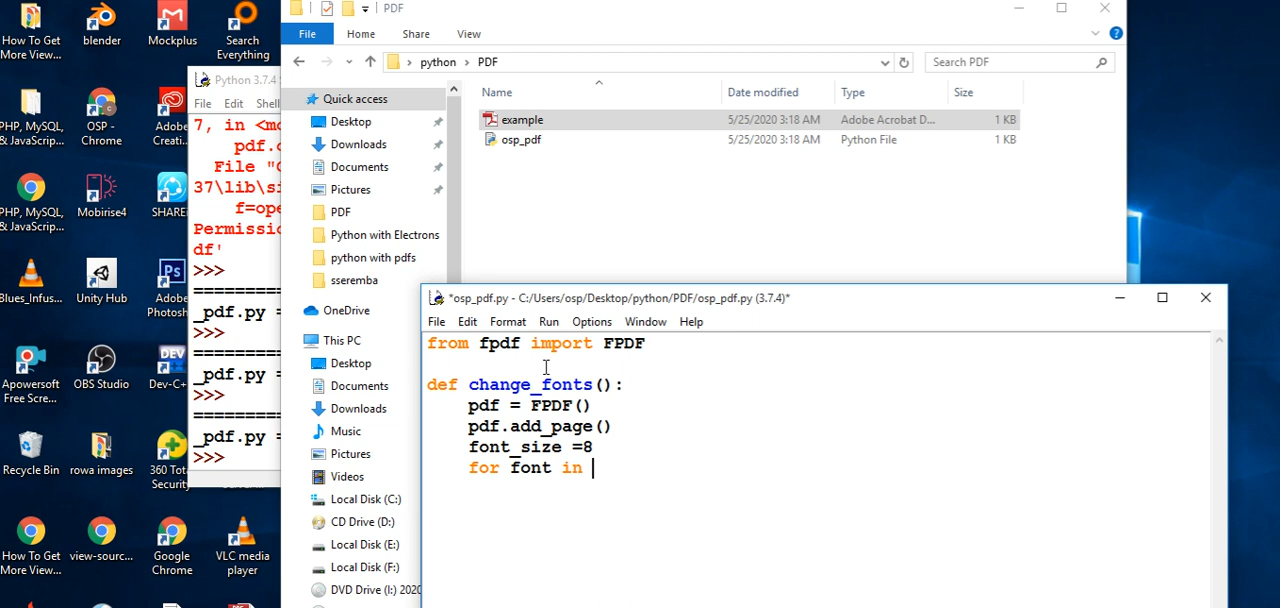 How To Get
More View...
blender
Mockplus
Search
Everything
PHP, MySQL,
& JavaScrip...
OSP -
Chrome
Adobe
Creati...
PHP, MySQL,
& JavaScrip...
Mobirise4
SHARE
Blues_Infus...
Unity Hub
Adobe
Photosh
Apowersoft
Free Scre...
OBS Studio
Dev-C+
Recycle Bin
rowa images
360 Tot
Security
How To Get
More View...
view-sourc...
Google
Chrome
VLC media
player
Python 3.7.4
File Edit Shell
7, in <mo
pdf.o
File "C
37\lib\si
f=ope
Permissio
df'
>>>
_pdf.py =
>>>
_pdf.py =
>>>
_pdf.py =
>>>
PDF
File Home Share View
python > PDF
Search PDF
Quick access
Desktop
Downloads
Documents
Pictures
PDF
Python with Electrons
python with pdfs
sseremba
OneDrive
This PC
Desktop
Documents
Downloads
Music
Pictures
Videos
Local Disk (C:)
CD Drive (D:)
Local Disk (E:)
Local Disk (F:)
DVD Drive (I:) 2020
Name Date modified Type Size
example 5/25/2020 3:18 AM Adobe Acrobat D... 1 KB
osp_pdf 5/25/2020 3:18 AM Python File 1 KB
*osp_pdf.py - C:/Users/osp/Desktop/python/PDF/osp_pdf.py (3.7.4)*
File Edit Format Run Options Window Help
from fpdf import FPDF
def change_fonts():
pdf = FPDF()
pdf.add_page()
font_size =8
for font in